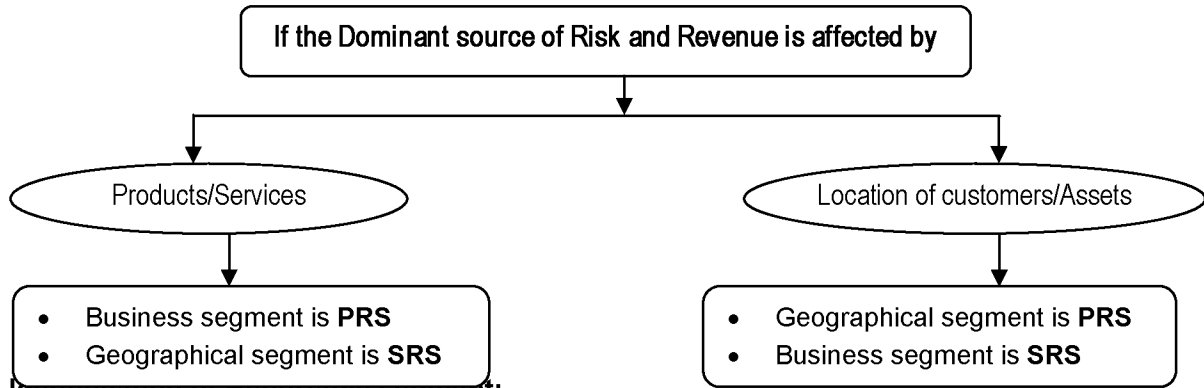 If the Dominant source of Risk and Revenue is affected by
Products/Services
Location of customers/Assets
• Business segment is PRS
• Geographical segment is SRS
• Geographical segment is PRS
• Business segment is SRS